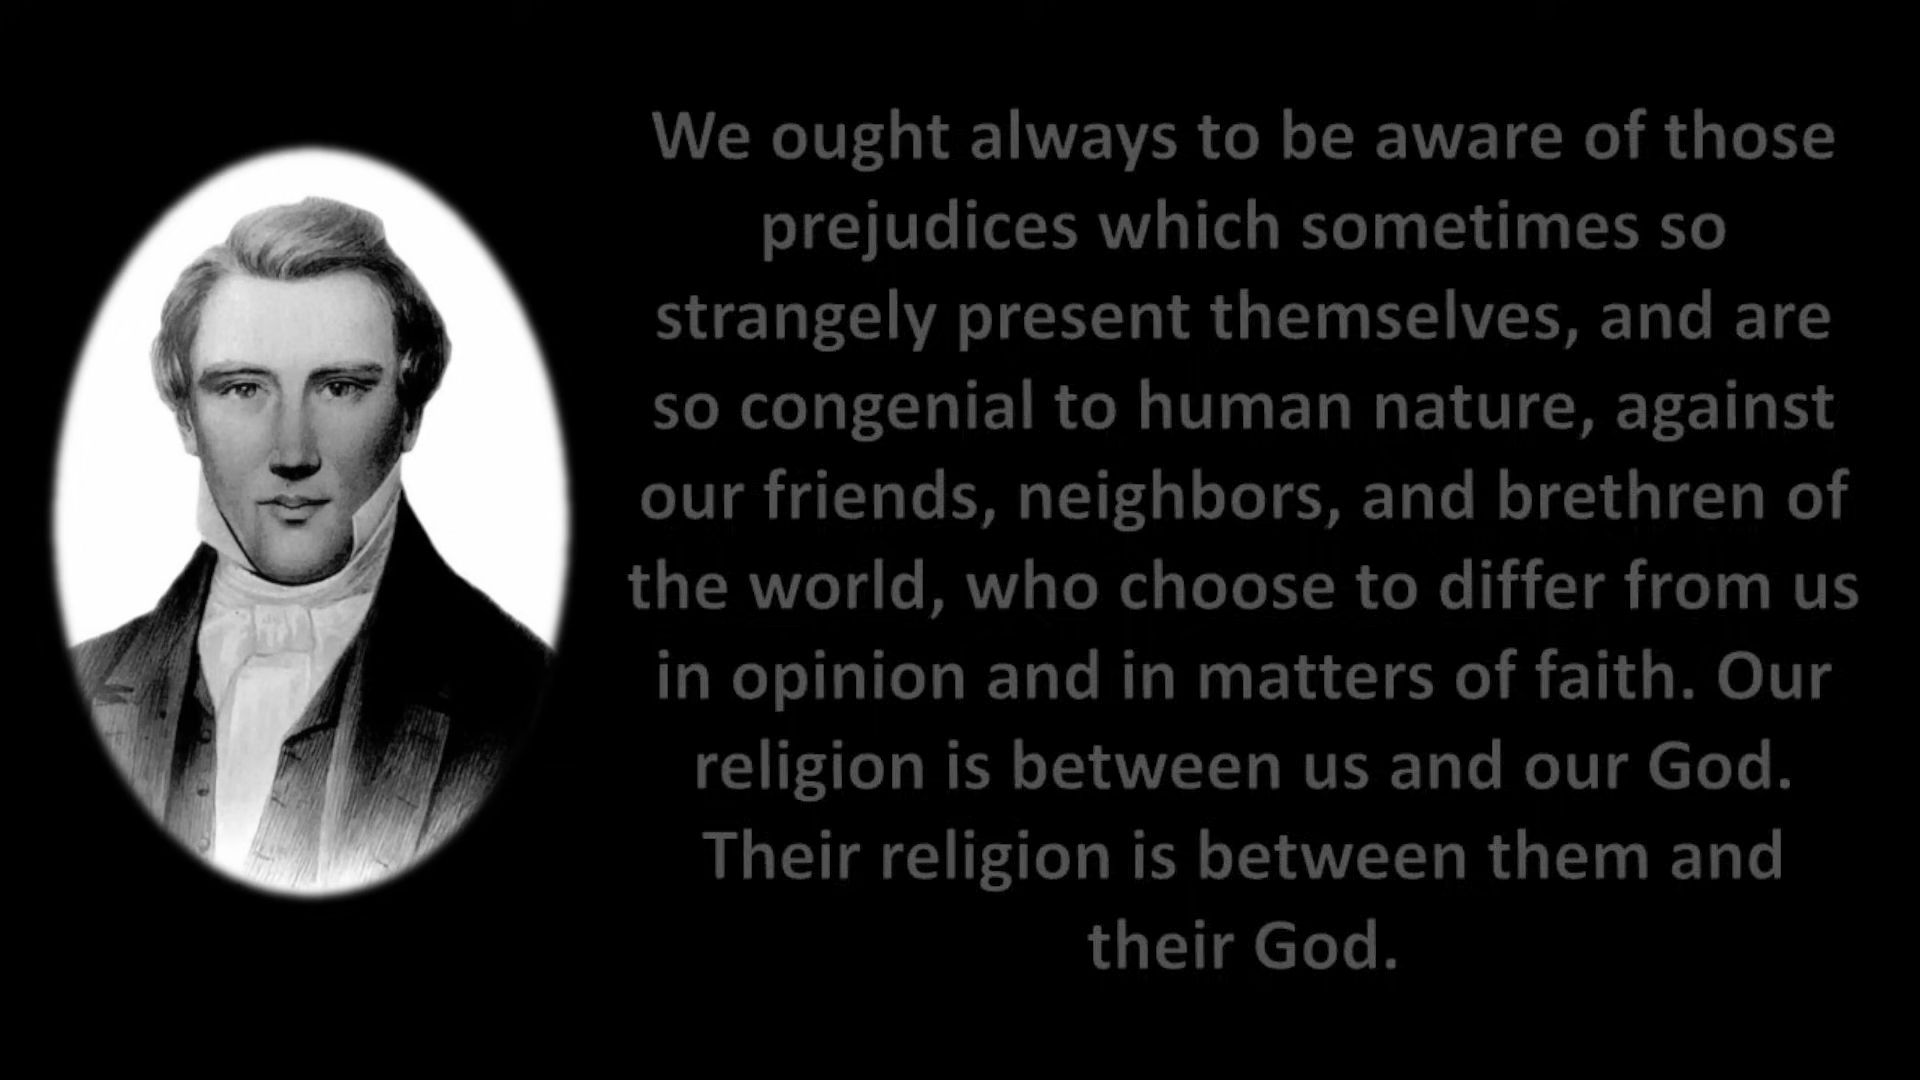 We ought always to be aware of those
prejudices which sometimes so
strangely present themselves, and are
so congenial to human nature, against
our friends, neighbors, and brethren of
the world, who choose to differ from us
in opinion and in matters of faith. Our
religion is between us and our God.
Their religion is between them and
their God.